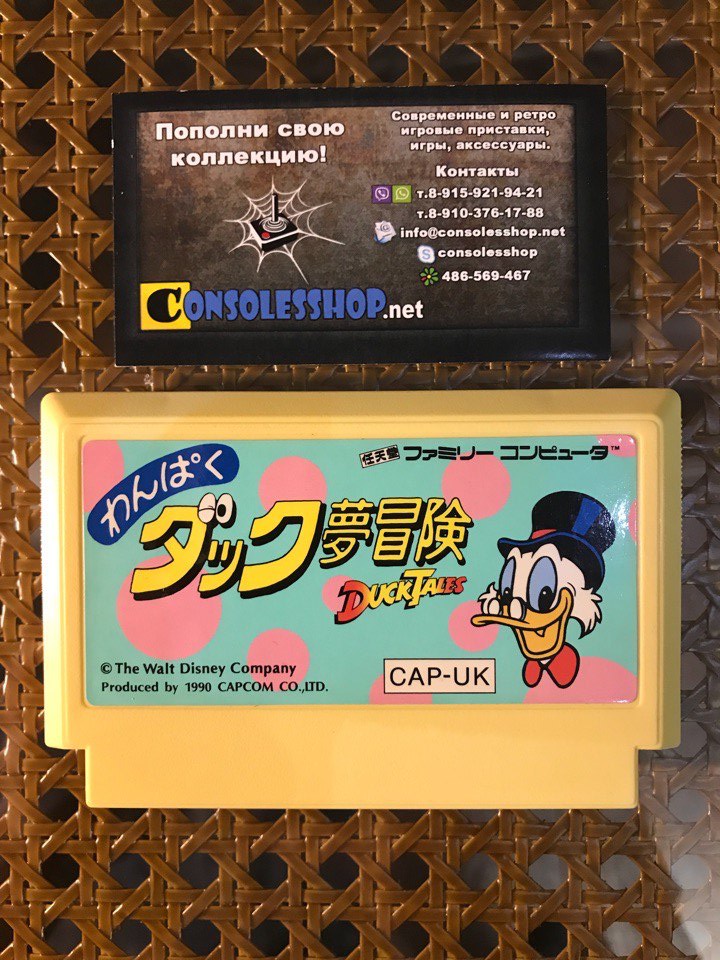 Пополни свою
коллекцию!
Современные и ретро
игровые приставки,
игры, аксессуары.
Контакты
т.8-915-921-94-21
т.8-910-376-17-88
info@consolesshop.net
consolesshop
486-569-467
CONSOLESSHOP.net
任天堂 ファミリー コンピュータ™
わんぱく
ダック夢冒険
DUCKTALES
© The Walt Disney Company
Produced by 1990 CAPCOM CO.,LTD.
CAP-UK